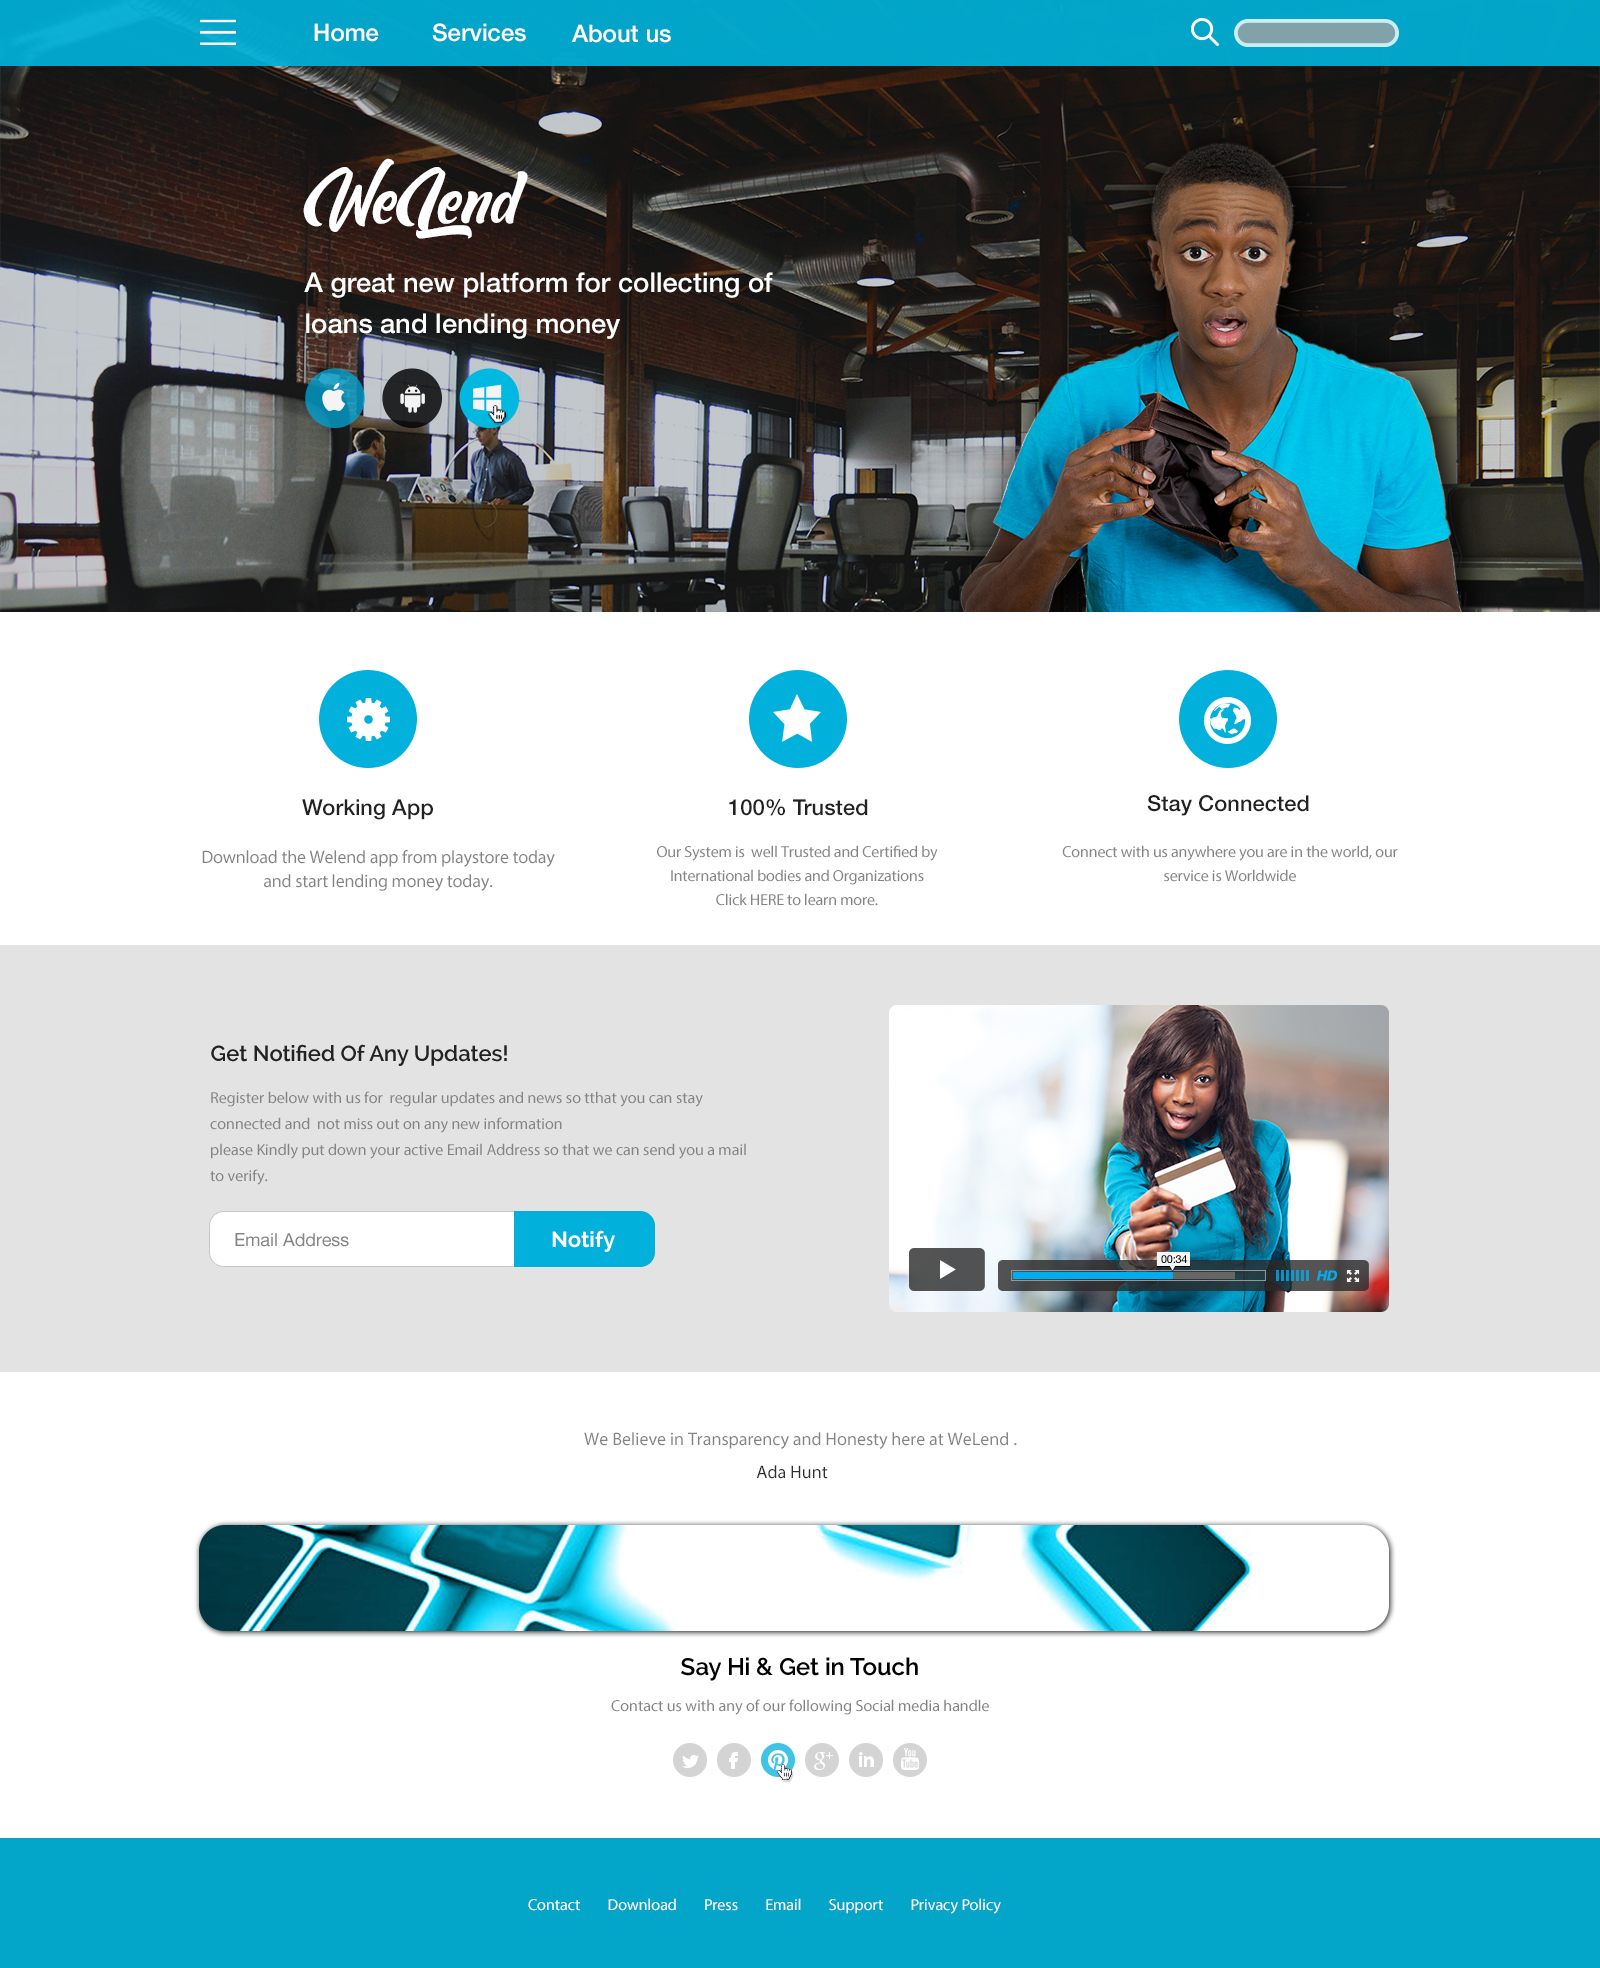 Home Services About us
WeLend
A great new platform for collecting of
loans and lending money
Working App
Download the Welend app from playstore today
and start lending money today.
100% Trusted
Our System is  well Trusted and Certified by
International bodies and Organizations
Click HERE to learn more.
Stay Connected
Connect with us anywhere you are in the world, our
service is Worldwide
Get Notified Of Any Updates!
Register below with us for  regular updates and news so tthat you can stay
connected and  not miss out on any new information
please Kindly put down your active Email Address so that we can send you a mail
to verify.
Email Address Notify
00:34
HD
We Believe in Transparency and Honesty here at WeLend .
Ada Hunt
Say Hi & Get in Touch
Contact us with any of our following Social media handle
g+ in You Tube
Contact Download Press Email Support Privacy Policy